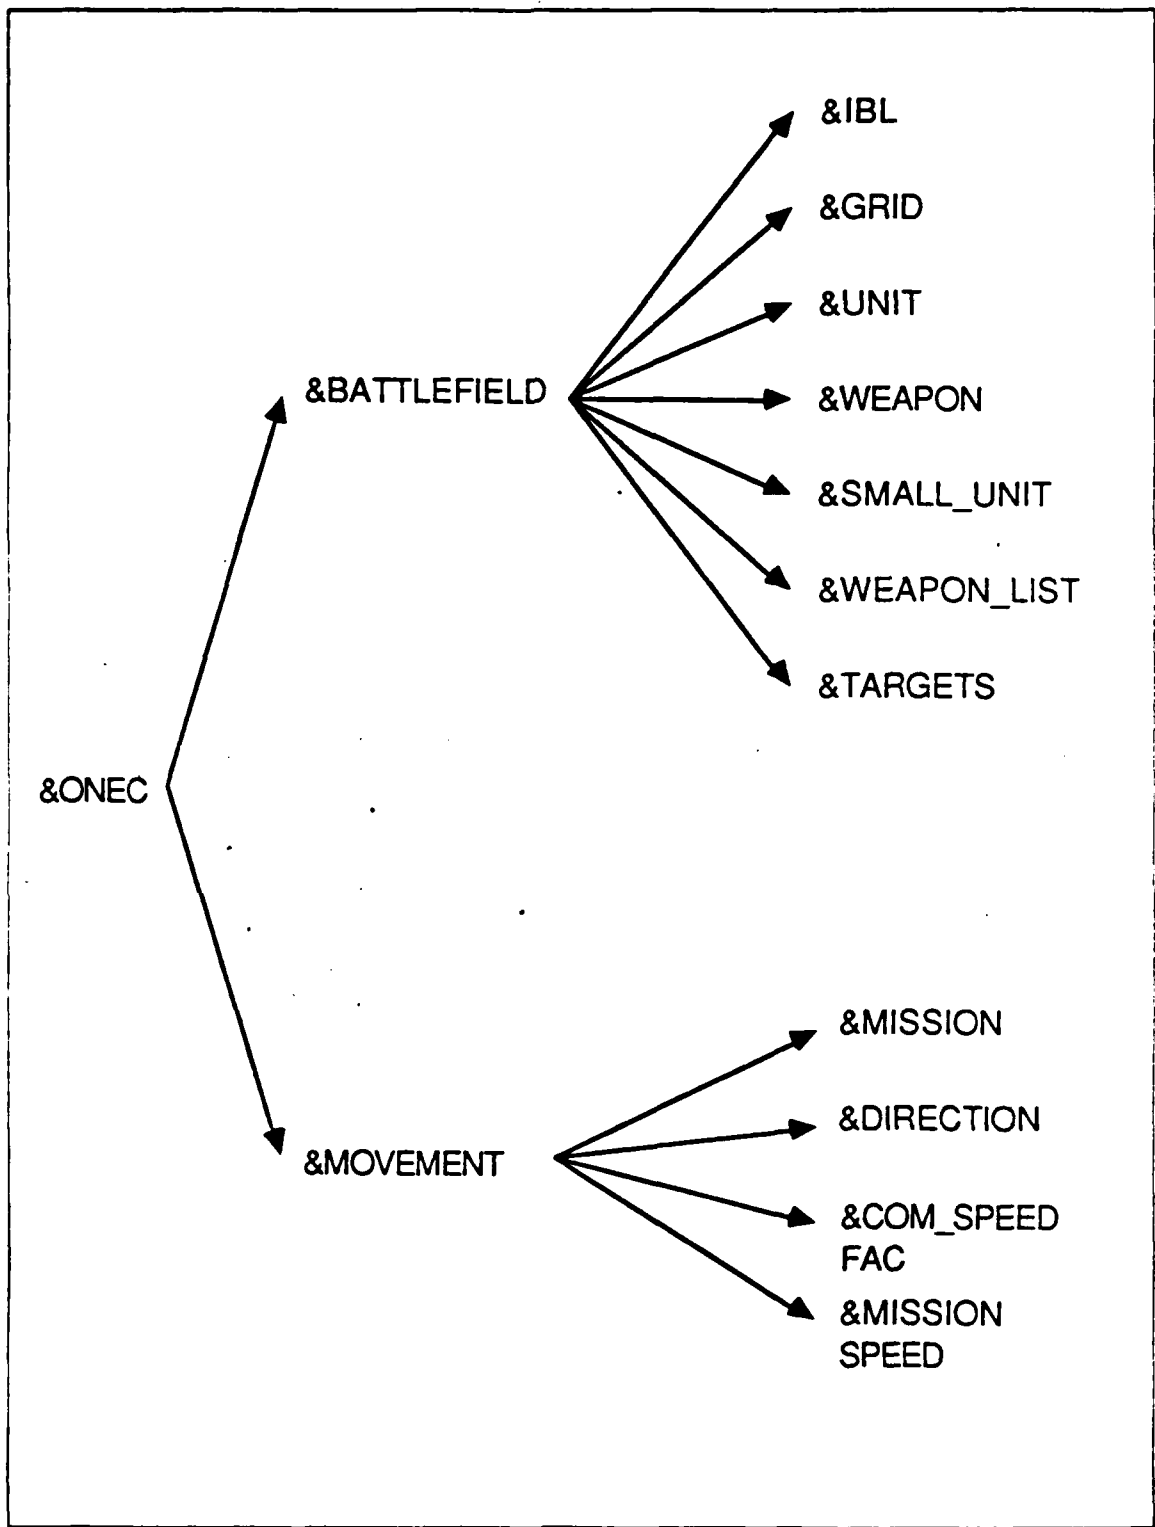 &IBL
&GRID
&UNIT
&BATTLEFIELD
&WEAPON
&SMALL_UNIT
&WEAPON_LIST
&TARGETS
&ONEC
&MISSION
&DIRECTION
&MOVEMENT
&COM_SPEED
FAC
&MISSION
SPEED